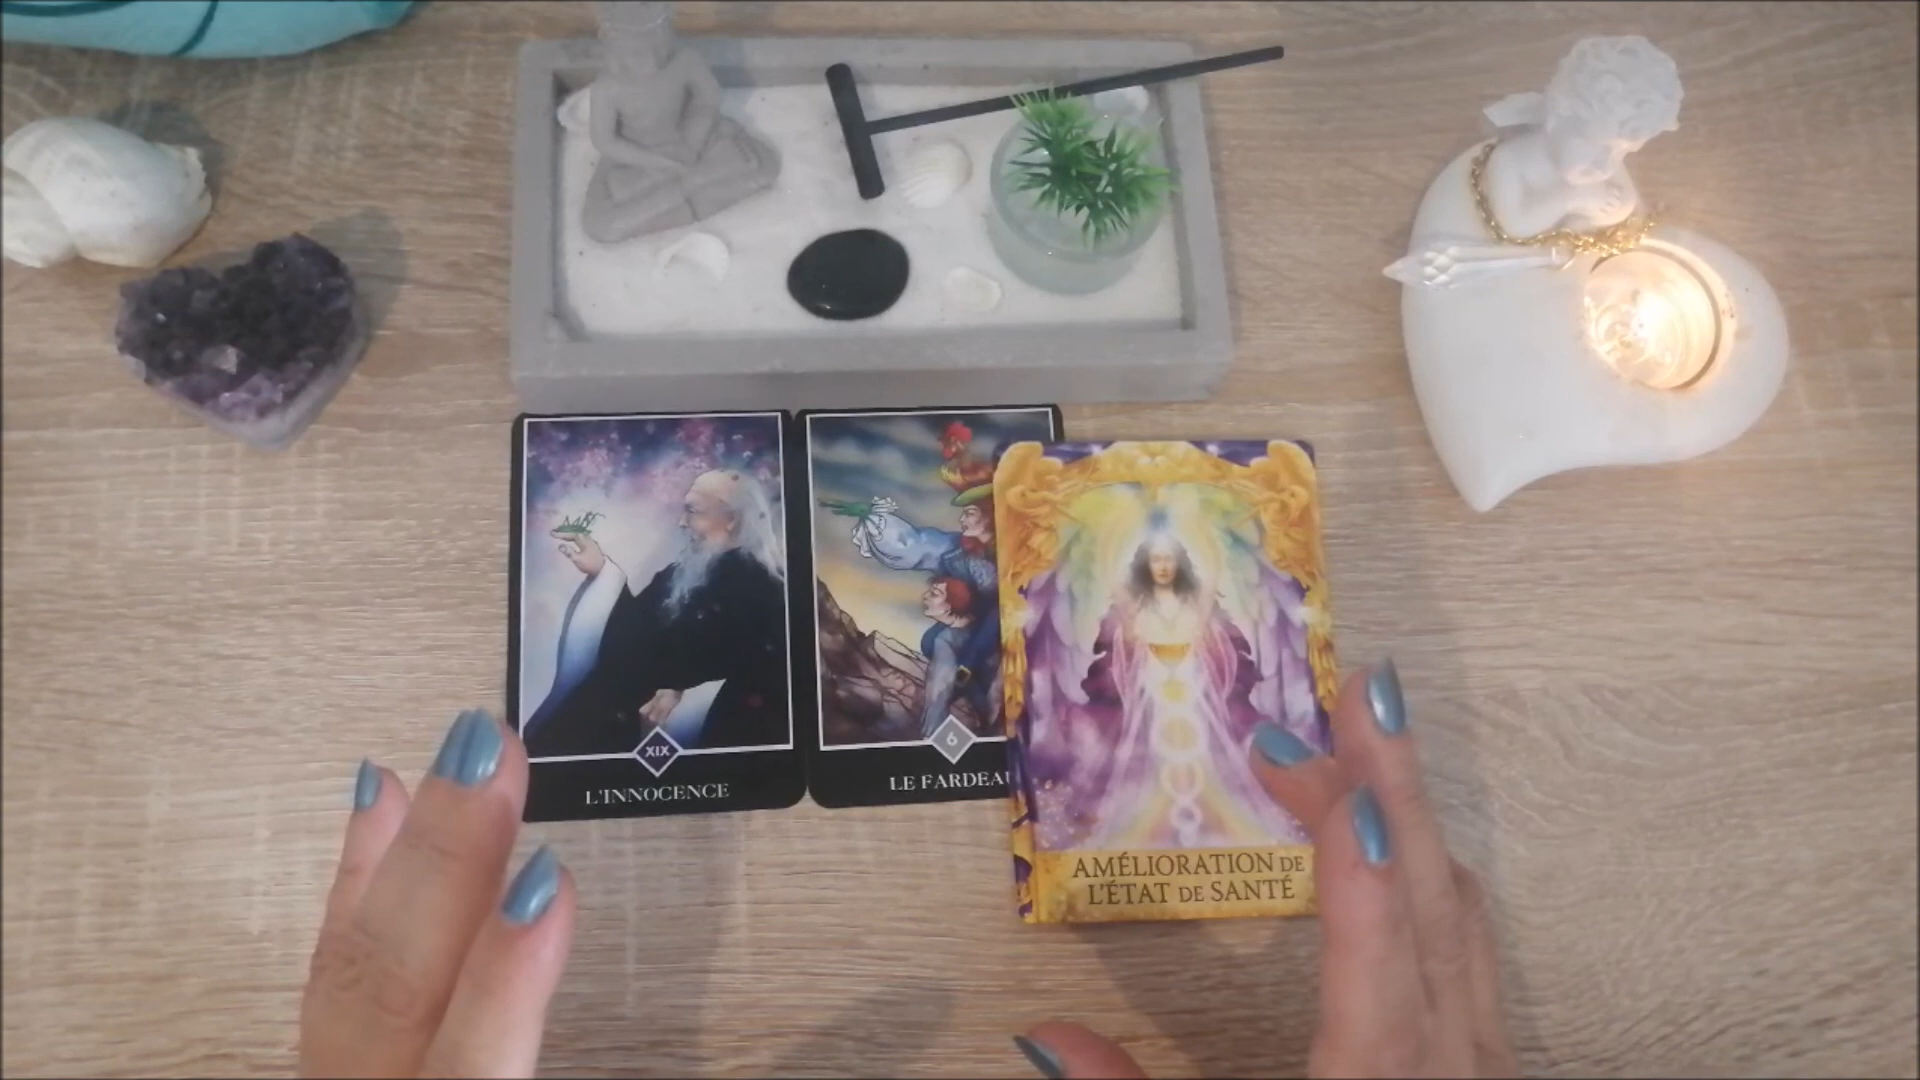 XIX
L'INNOCENCE
6
LE FARDEAU
AMÉLIORATION DE
L'ÉTAT DE SANTÉ